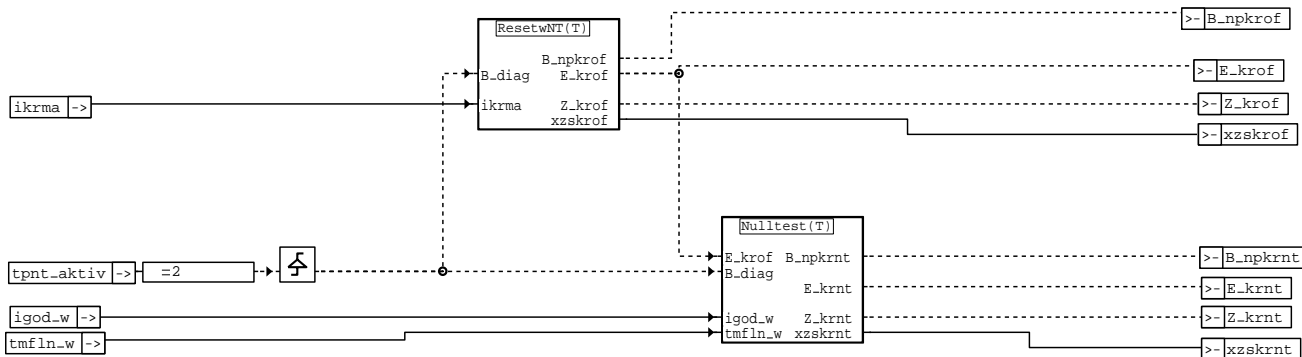 ResetwNT(T)
>- B_npkrof
B_npkrof
B_diag E_krof
>- E_krof
ikrma ->
ikrma Z_krof
>- Z_krof
xzskrof
>- xzskrof
Nulltest(T)
E_krof B_npkrnt
>- B_npkrnt
tpnt_aktiv -> =2
B_diag
E_krnt
>- E_krnt
igod_w ->
igod_w Z_krnt
>- Z_krnt
tmfln_w ->
tmfln_w xzskrnt
>- xzskrnt